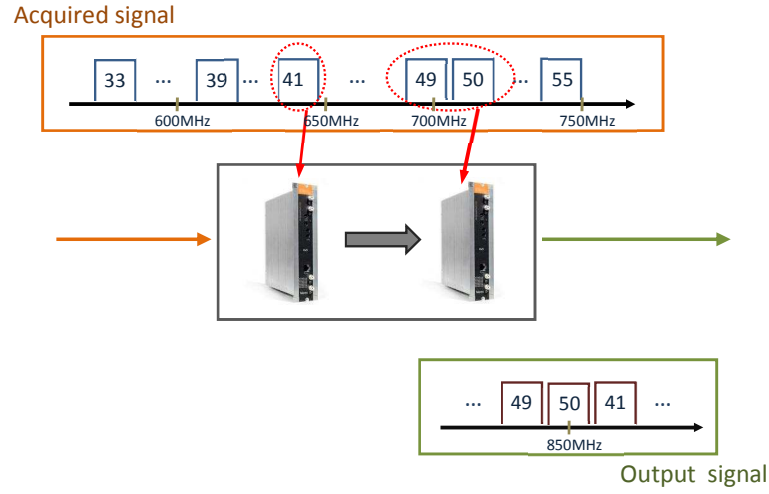 Acquired signal
33 ... 39 ... 41 ... 49 50 ... 55
600MHz 650MHz 700MHz 750MHz
... 49 50 41 ...
850MHz
Output signal